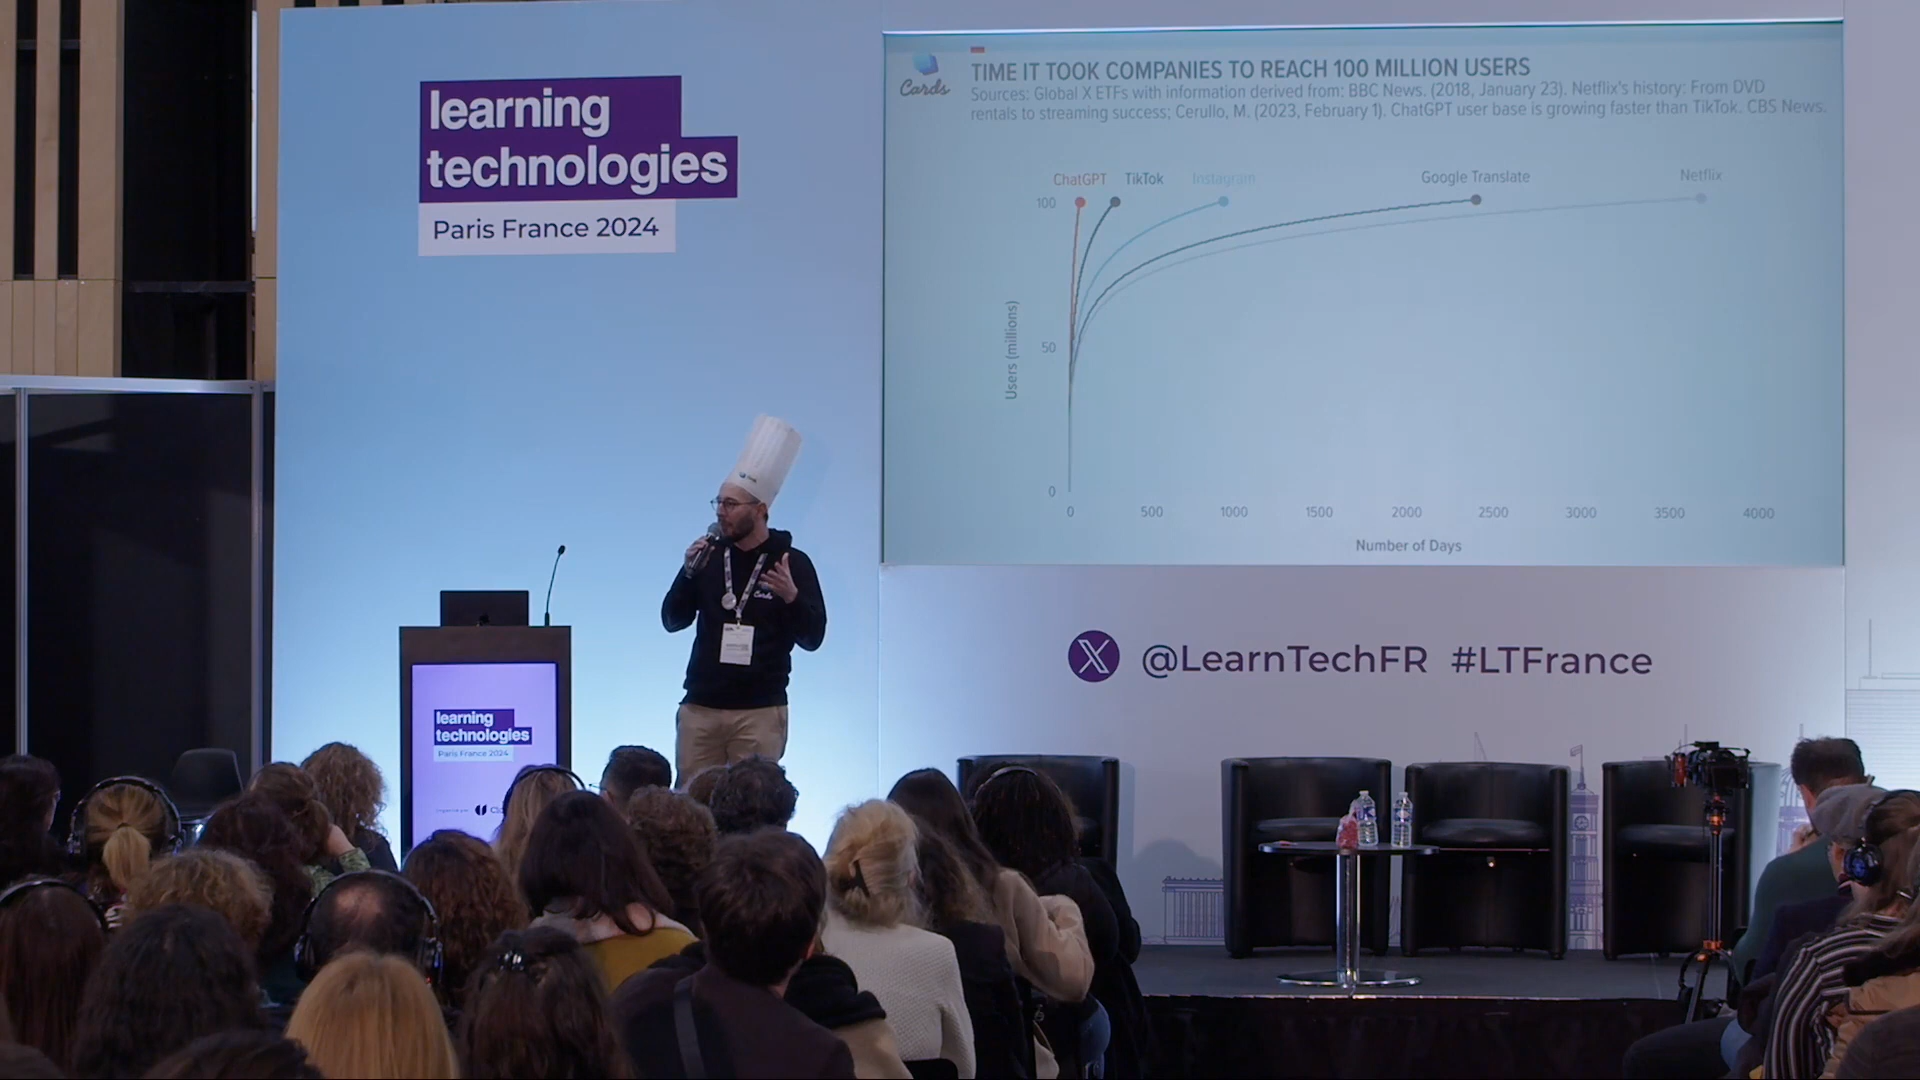 learning
technologies
Paris France 2024
Cards
TIME IT TOOK COMPANIES TO REACH 100 MILLION USERS
Sources: Global X ETFs with information derived from: BBC News. (2018, January 23). Netflix's history: From DVD
rentals to streaming success; Cerullo, M. (2023, February 1). ChatGPT user base is growing faster than TikTok. CBS News.
ChatGPT TikTok Instagram Google Translate Netflix
100
50
0
Users (millions)
0 500 1000 1500 2000 2500 3000 3500 4000
Number of Days
@LearnTechFR #LTFrance
Cards
learning
technologies
Paris France 2024